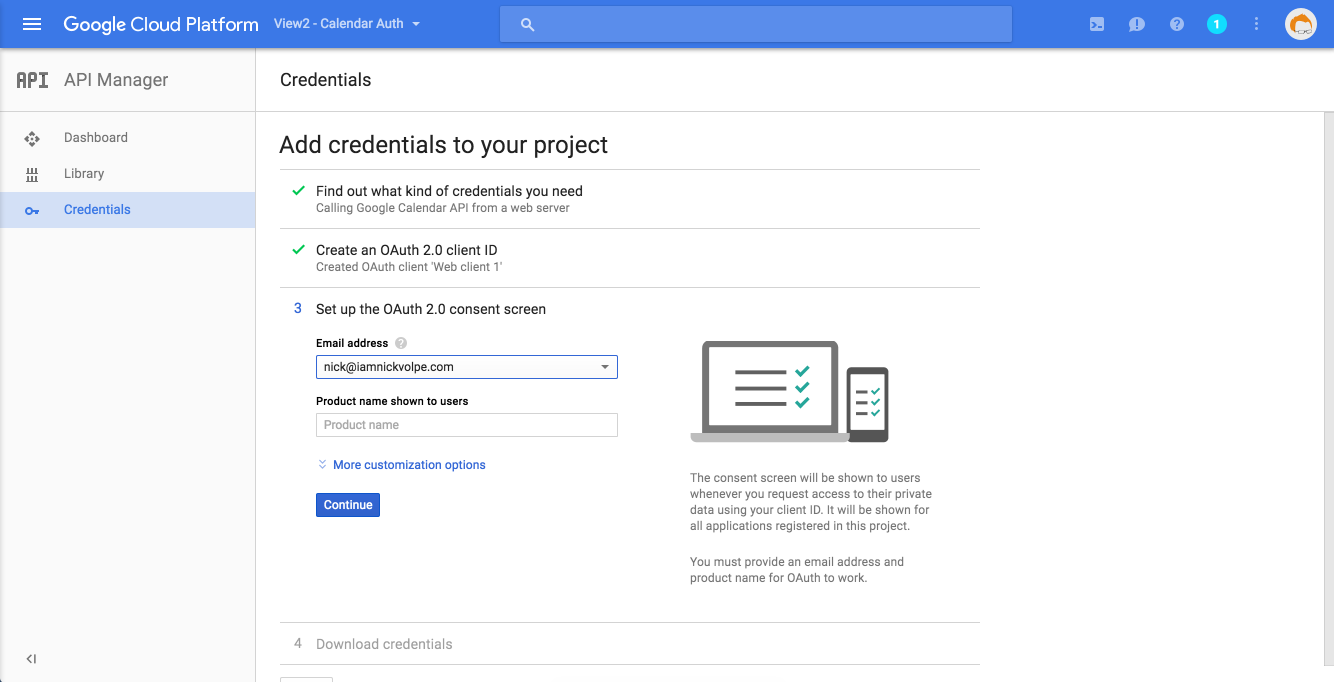 Google Cloud Platform View2 - Calendar Auth
1
API API Manager
Credentials
Dashboard
Library
Credentials
Add credentials to your project
Find out what kind of credentials you need
Calling Google Calendar API from a web server
Create an OAuth 2.0 client ID
Created OAuth client 'Web client 1'
3 Set up the OAuth 2.0 consent screen
Email address ?
nick@iamnickvolpe.com
Product name shown to users
Product name
More customization options
Continue
The consent screen will be shown to users
whenever you request access to their private
data using your client ID. It will be shown for
all applications registered in this project.
You must provide an email address and
product name for OAuth to work.
4 Download credentials